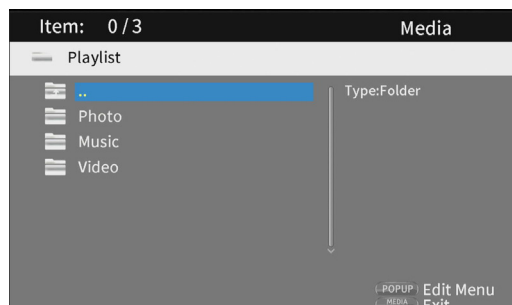 Item: 0/3 Media
Playlist
.. Type:Folder
Photo
Music
Video
POPUP Edit Menu
MEDIA Exit